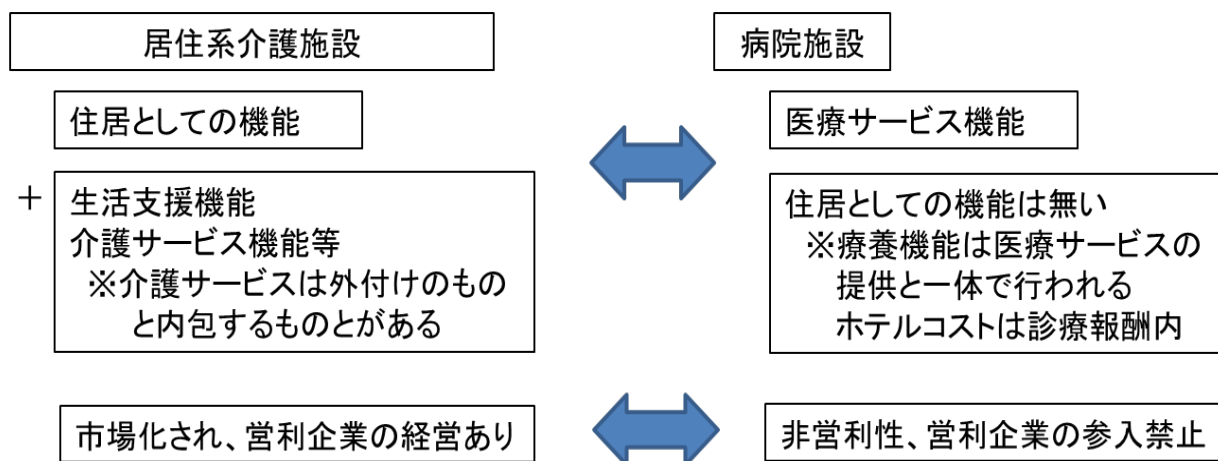 居住系介護施設
病院施設
住居としての機能
医療サービス機能
+
生活支援機能
介護サービス機能等
※介護サービスは外付けのもの
と内包するものとがある
住居としての機能は無い
※療養機能は医療サービスの
提供と一体で行われる
ホテルコストは診療報酬内
市場化され、営利企業の経営あり
非営利性、営利企業の参入禁止